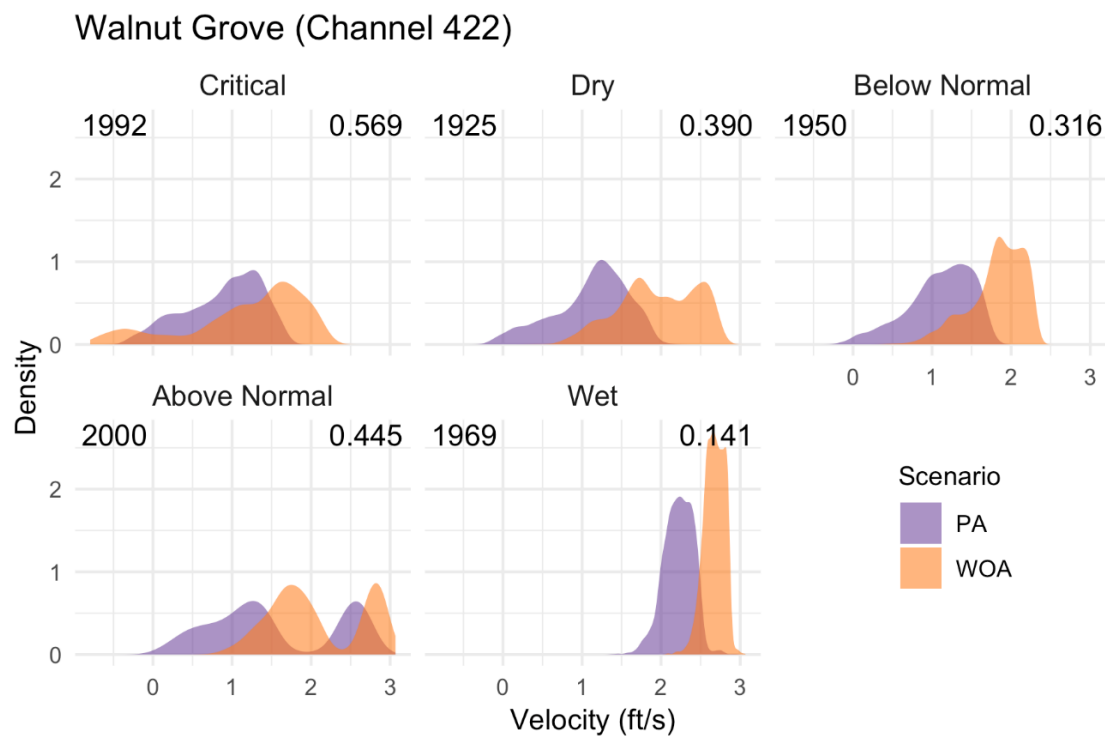 Walnut Grove (Channel 422)
Critical Dry Below Normal
1992 0.569 1925 0.390 1950 0.316
2
1
0
0 1 2 3
Density
Above Normal Wet
2000 0.445 1969 0.141
2
1
0
0 1 2 3 0 1 2 3
Velocity (ft/s)
Scenario
PA
WOA